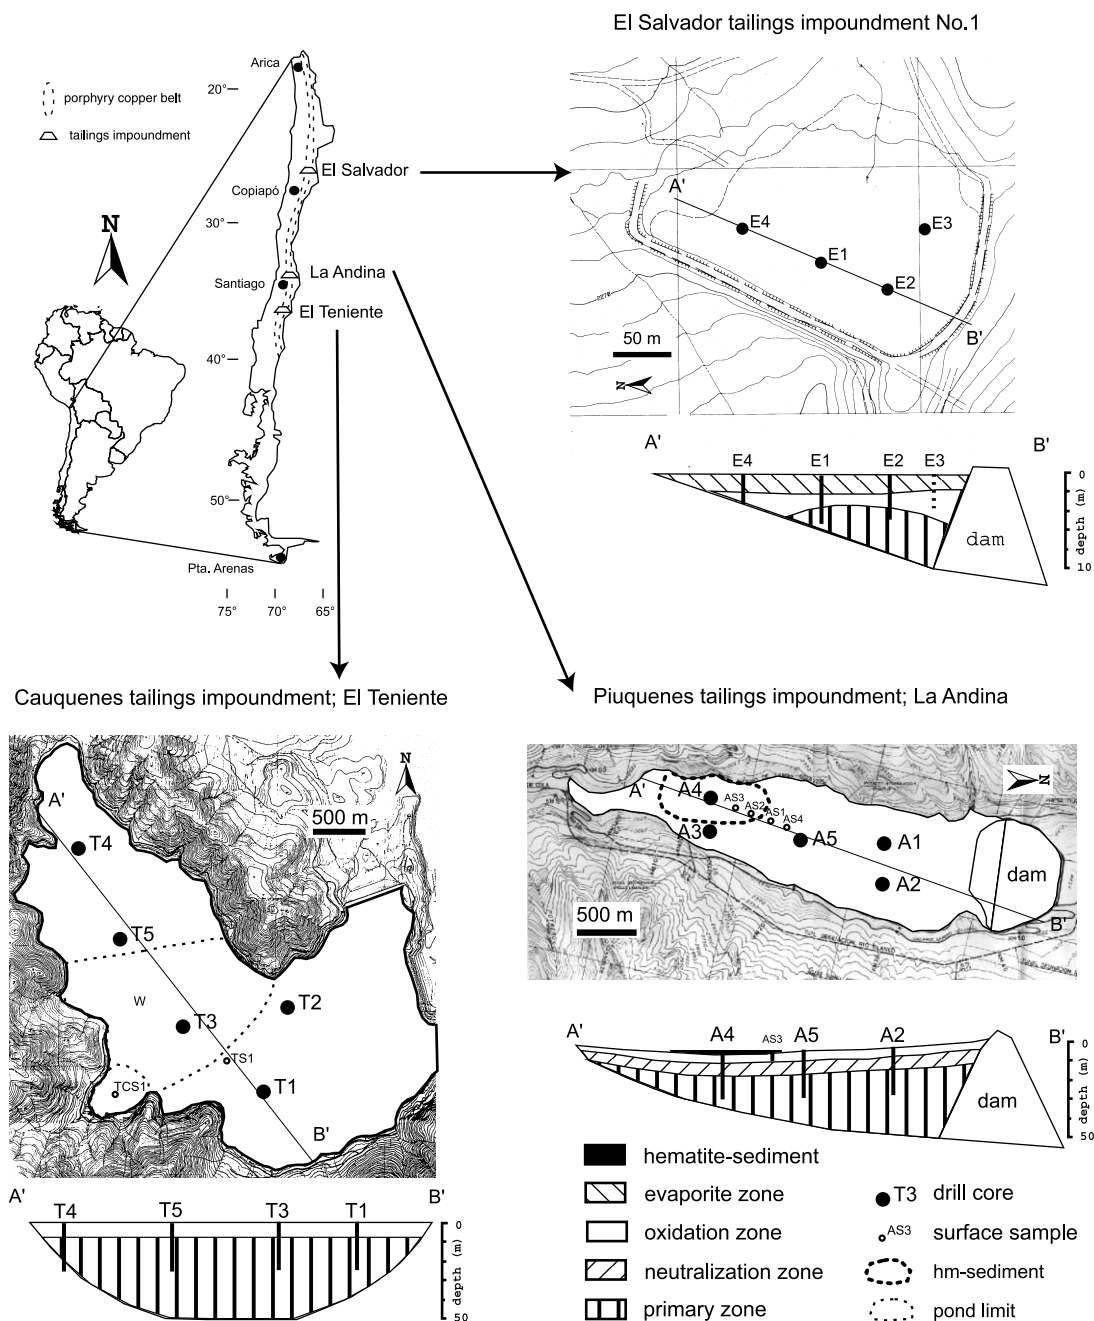 El Salvador tailings impoundment No.1
Arica
20°
porphyry copper belt
tailings impoundment
El Salvador
Copiapó
30°
N
La Andina
Santiago
El Teniente
40°
50°
Pta. Arenas
75° 70° 65°
A'
E4
E3
E1
E2
B'
2270
50 m
N
A' B'
E4 E1 E2 E3
0
depth (m)
10
dam
Cauquenes tailings impoundment; El Teniente
N
500 m
A'
T4
T5
W
T3
T2
TS1
TCS1
T1
B'
A' B'
T4 T5 T3 T1
0
depth (m)
50
Piuquenes tailings impoundment; La Andina
N
A'
A4
AS3
AS2
AS1
AS4
A3
A5
A1
A2
dam
B'
500 m
A' B'
A4 AS3 A5 A2
0
depth (m)
50
dam
hematite-sediment
evaporite zone
T3 drill core
oxidation zone
AS3 surface sample
neutralization zone
hm-sediment
primary zone
pond limit